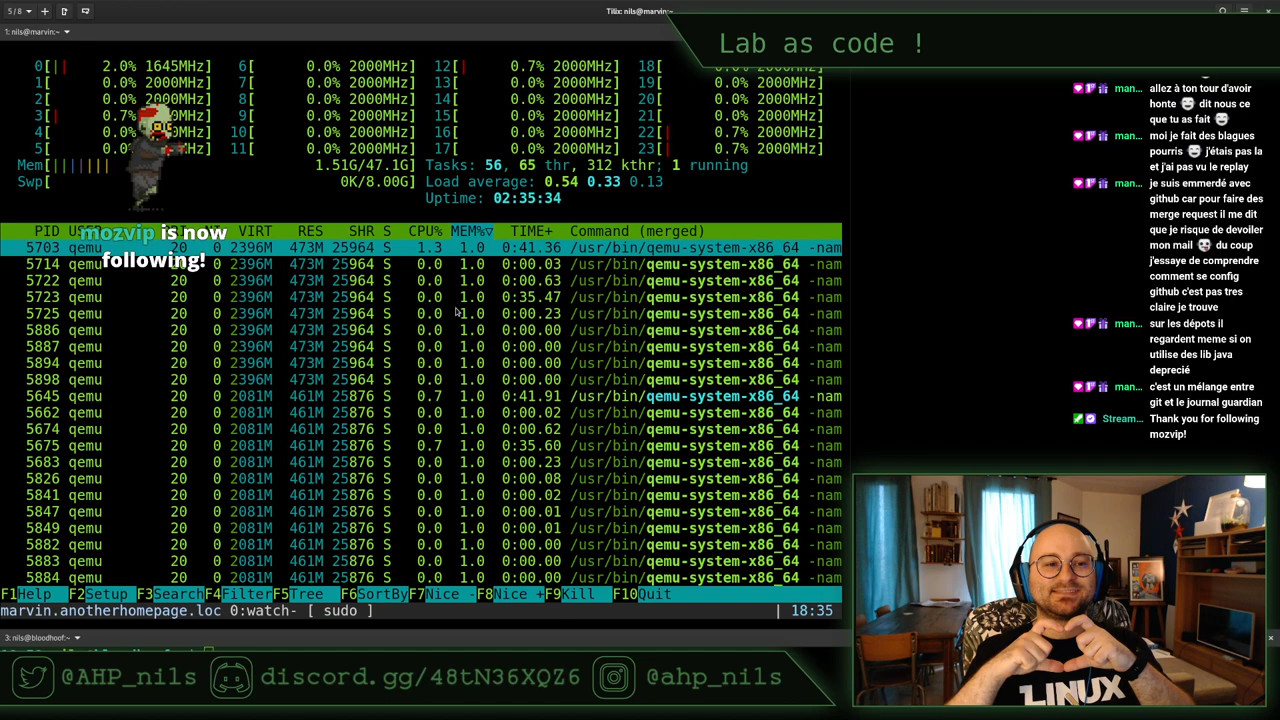 5/8
Tilix: nils@marvin:~
1: nils@marvin:~
Lab as code !
0[|| 2.0% 1645MHz] 6[ 0.0% 2000MHz] 12[| 0.7% 2000MHz] 18[ 0.0% 2000MHz]
1[ 0.0% 2000MHz] 7[ 0.0% 2000MHz] 13[ 0.0% 2000MHz] 19[ 0.0% 2000MHz]
2[ 0.0% 2000MHz] 8[ 0.0% 2000MHz] 14[ 0.0% 2000MHz] 20[ 0.0% 2000MHz]
3[| 0.7% MHz] 9[ 0.0% 2000MHz] 15[ 0.0% 2000MHz] 21[ 0.0% 2000MHz]
4[ 0.0% MHz] 10[ 0.0% 2000MHz] 16[ 0.0% 2000MHz] 22[| 0.7% 2000MHz]
5[ 0.0% MHz] 11[ 0.0% 2000MHz] 17[ 0.0% 2000MHz] 23[| 0.7% 2000MHz]
Mem[||||||| 1.51G/47.1G] Tasks: 56, 65 thr, 312 kthr; 1 running
Swp[ 0K/8.00G] Load average: 0.54 0.33 0.13
Uptime: 02:35:34
mozvip is now
following!
PID VIRT RES SHR S CPU% MEM%▽ TIME+ Command (merged)
5703 qemu 20 0 2396M 473M 25964 S 1.3 1.0 0:41.36 /usr/bin/qemu-system-x86_64 -nam
5714 qemu 20 0 2396M 473M 25964 S 0.0 1.0 0:00.03 /usr/bin/qemu-system-x86_64 -nam
5722 qemu 20 0 2396M 473M 25964 S 0.0 1.0 0:00.63 /usr/bin/qemu-system-x86_64 -nam
5723 qemu 20 0 2396M 473M 25964 S 0.0 1.0 0:35.47 /usr/bin/qemu-system-x86_64 -nam
5725 qemu 20 0 2396M 473M 25964 S 0.0 1.0 0:00.23 /usr/bin/qemu-system-x86_64 -nam
5886 qemu 20 0 2396M 473M 25964 S 0.0 1.0 0:00.00 /usr/bin/qemu-system-x86_64 -nam
5887 qemu 20 0 2396M 473M 25964 S 0.0 1.0 0:00.00 /usr/bin/qemu-system-x86_64 -nam
5894 qemu 20 0 2396M 473M 25964 S 0.0 1.0 0:00.00 /usr/bin/qemu-system-x86_64 -nam
5898 qemu 20 0 2396M 473M 25964 S 0.0 1.0 0:00.00 /usr/bin/qemu-system-x86_64 -nam
5645 qemu 20 0 2081M 461M 25876 S 0.7 1.0 0:41.91 /usr/bin/qemu-system-x86_64 -nam
5662 qemu 20 0 2081M 461M 25876 S 0.0 1.0 0:00.02 /usr/bin/qemu-system-x86_64 -nam
5674 qemu 20 0 2081M 461M 25876 S 0.0 1.0 0:00.62 /usr/bin/qemu-system-x86_64 -nam
5675 qemu 20 0 2081M 461M 25876 S 0.7 1.0 0:35.60 /usr/bin/qemu-system-x86_64 -nam
5683 qemu 20 0 2081M 461M 25876 S 0.0 1.0 0:00.23 /usr/bin/qemu-system-x86_64 -nam
5826 qemu 20 0 2081M 461M 25876 S 0.0 1.0 0:00.08 /usr/bin/qemu-system-x86_64 -nam
5841 qemu 20 0 2081M 461M 25876 S 0.0 1.0 0:00.02 /usr/bin/qemu-system-x86_64 -nam
5847 qemu 20 0 2081M 461M 25876 S 0.0 1.0 0:00.01 /usr/bin/qemu-system-x86_64 -nam
5849 qemu 20 0 2081M 461M 25876 S 0.0 1.0 0:00.01 /usr/bin/qemu-system-x86_64 -nam
5882 qemu 20 0 2081M 461M 25876 S 0.0 1.0 0:00.00 /usr/bin/qemu-system-x86_64 -nam
5883 qemu 20 0 2081M 461M 25876 S 0.0 1.0 0:00.00 /usr/bin/qemu-system-x86_64 -nam
5884 qemu 20 0 2081M 461M 25876 S 0.0 1.0 0:00.00 /usr/bin/qemu-system-x86_64 -nam
F1Help F2Setup F3SearchF4FilterF5Tree F6SortByF7Nice -F8Nice +F9Kill F10Quit
marvin.anotherhomepage.loc 0:watch- [ sudo ] | 18:35
3: nils@bloodhoof:~
man... allez à ton tour d'avoir
honte dit nous ce
que tu as fait
man... moi je fait des blagues
pourris j'étais pas la
et j'ai pas vu le replay
man... je suis emmerdé avec
github car pour faire des
merge request il me dit
que je risque de devoiler
mon mail du coup
j'essaye de comprendre
comment se config
github c'est pas tres
claire je trouve
man... sur les dépots il
regardent meme si on
utilise des lib java
deprecié
man... c'est un mélange entre
git et le journal guardian
Stream... Thank you for following
mozvip!
LINUX
@AHP_nils discord.gg/48tN36XQZ6 @ahp_nils